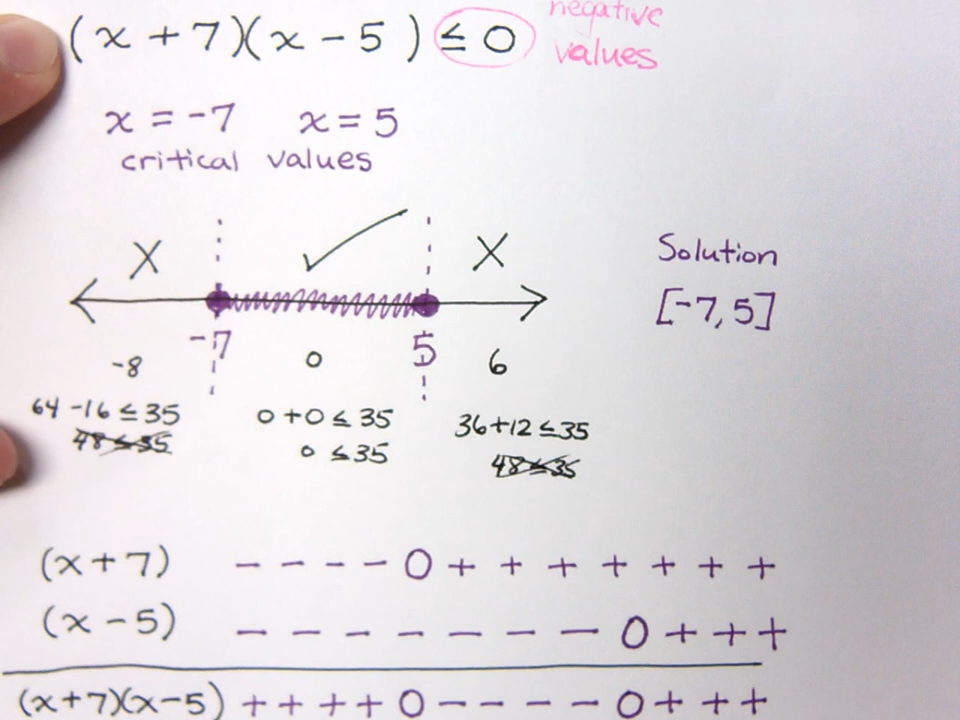 (x + 7)(x - 5) ≤ 0
negative
values
x = -7 x = 5
critical values
X ✓ X
-7 5
Solution
[-7, 5]
-8 0 6
64 - 16 ≤ 35
48 ≤ 35
0 + 0 ≤ 35
0 ≤ 35
36 + 12 ≤ 35
48 ≤ 35
(x + 7) - - - - 0 + + + + + + +
(x - 5) - - - - - - - - 0 + + +
(x+7)(x-5) + + + + 0 - - - - 0 + + +